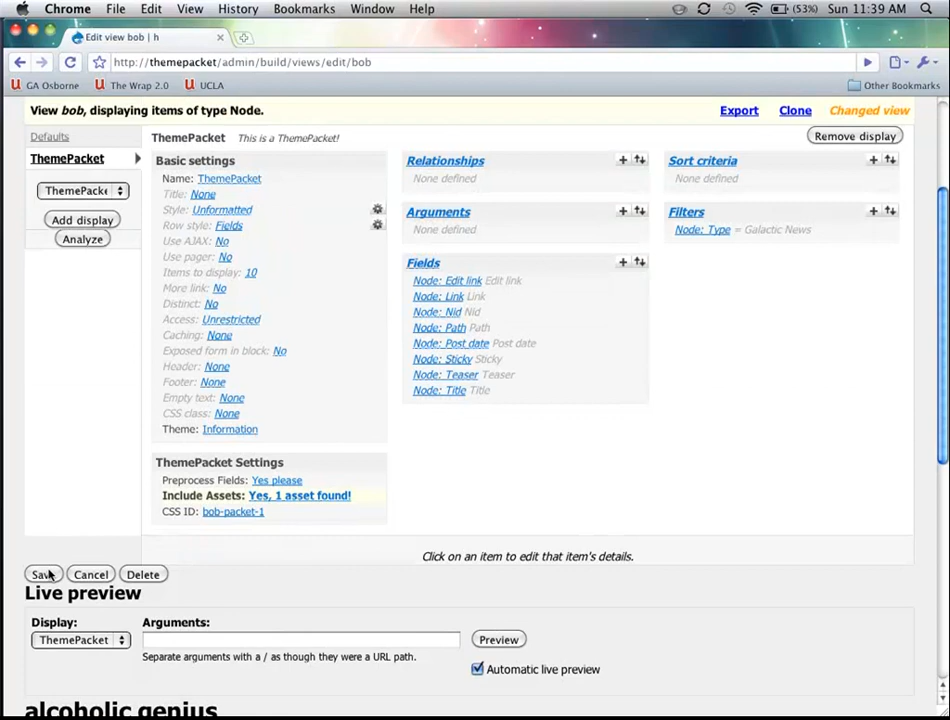 Chrome File Edit View History Bookmarks Window Help (53%) Sun 11:39 AM
Edit view bob | h
http://themepacket/admin/build/views/edit/bob
GA Osborne The Wrap 2.0 UCLA Other Bookmarks
View bob, displaying items of type Node. Export Clone Changed view
Defaults
ThemePacket
ThemePacke
Add display
Analyze
ThemePacket This is a ThemePacket! Remove display
Basic settings
Name: ThemePacket
Title: None
Style: Unformatted
Row style: Fields
Use AJAX: No
Use pager: No
Items to display: 10
More link: No
Distinct: No
Access: Unrestricted
Caching: None
Exposed form in block: No
Header: None
Footer: None
Empty text: None
CSS class: None
Theme: Information
ThemePacket Settings
Preprocess Fields: Yes please
Include Assets: Yes, 1 asset found!
CSS ID: bob-packet-1
Relationships
None defined
Arguments
None defined
Fields
Node: Edit link Edit link
Node: Link Link
Node: Nid Nid
Node: Path Path
Node: Post date Post date
Node: Sticky Sticky
Node: Teaser Teaser
Node: Title Title
Sort criteria
None defined
Filters
Node: Type = Galactic News
Click on an item to edit that item's details.
Save Cancel Delete
Live preview
Display:
ThemePacket
Arguments:
Preview
Separate arguments with a / as though they were a URL path.
Automatic live preview
alcoholic genius